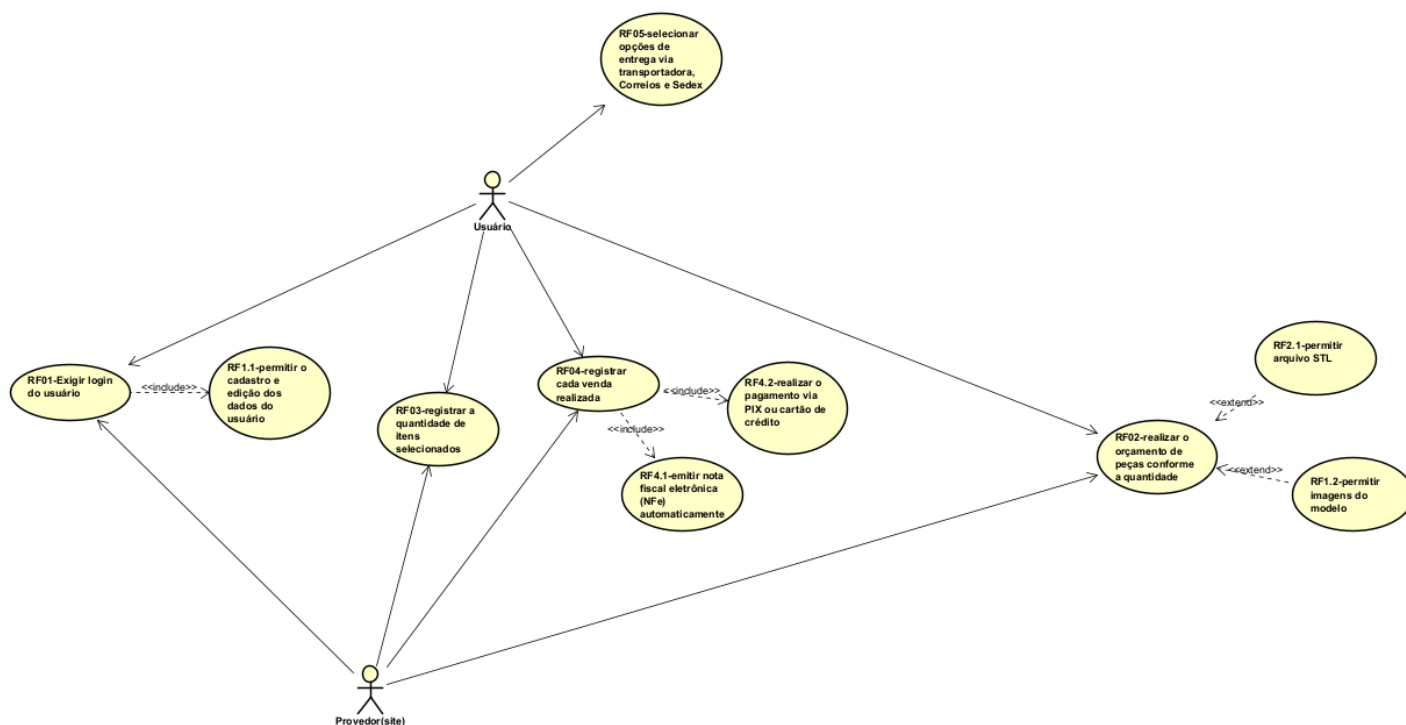 RF05-selecionar
opções de
entrega via
transportadora,
Correios e Sedex
Usuário
RF01-Exigir login
do usuário
<<include>>
RF1.1-permitir o
cadastro e
edição dos
dados do
usuário
RF03-registrar a
quantidade de
itens
selecionados
RF04-registrar
cada venda
realizada
<<include>>
RF4.2-realizar o
pagamento via
PIX ou cartão de
crédito
<<include>>
RF4.1-emitir nota
fiscal eletrônica
(NFe)
automaticamente
RF2.1-permitir
arquivo STL
<<extend>>
RF02-realizar o
orçamento de
peças conforme
a quantidade
<<extend>>
RF1.2-permitir
imagens do
modelo
Provedor(site)